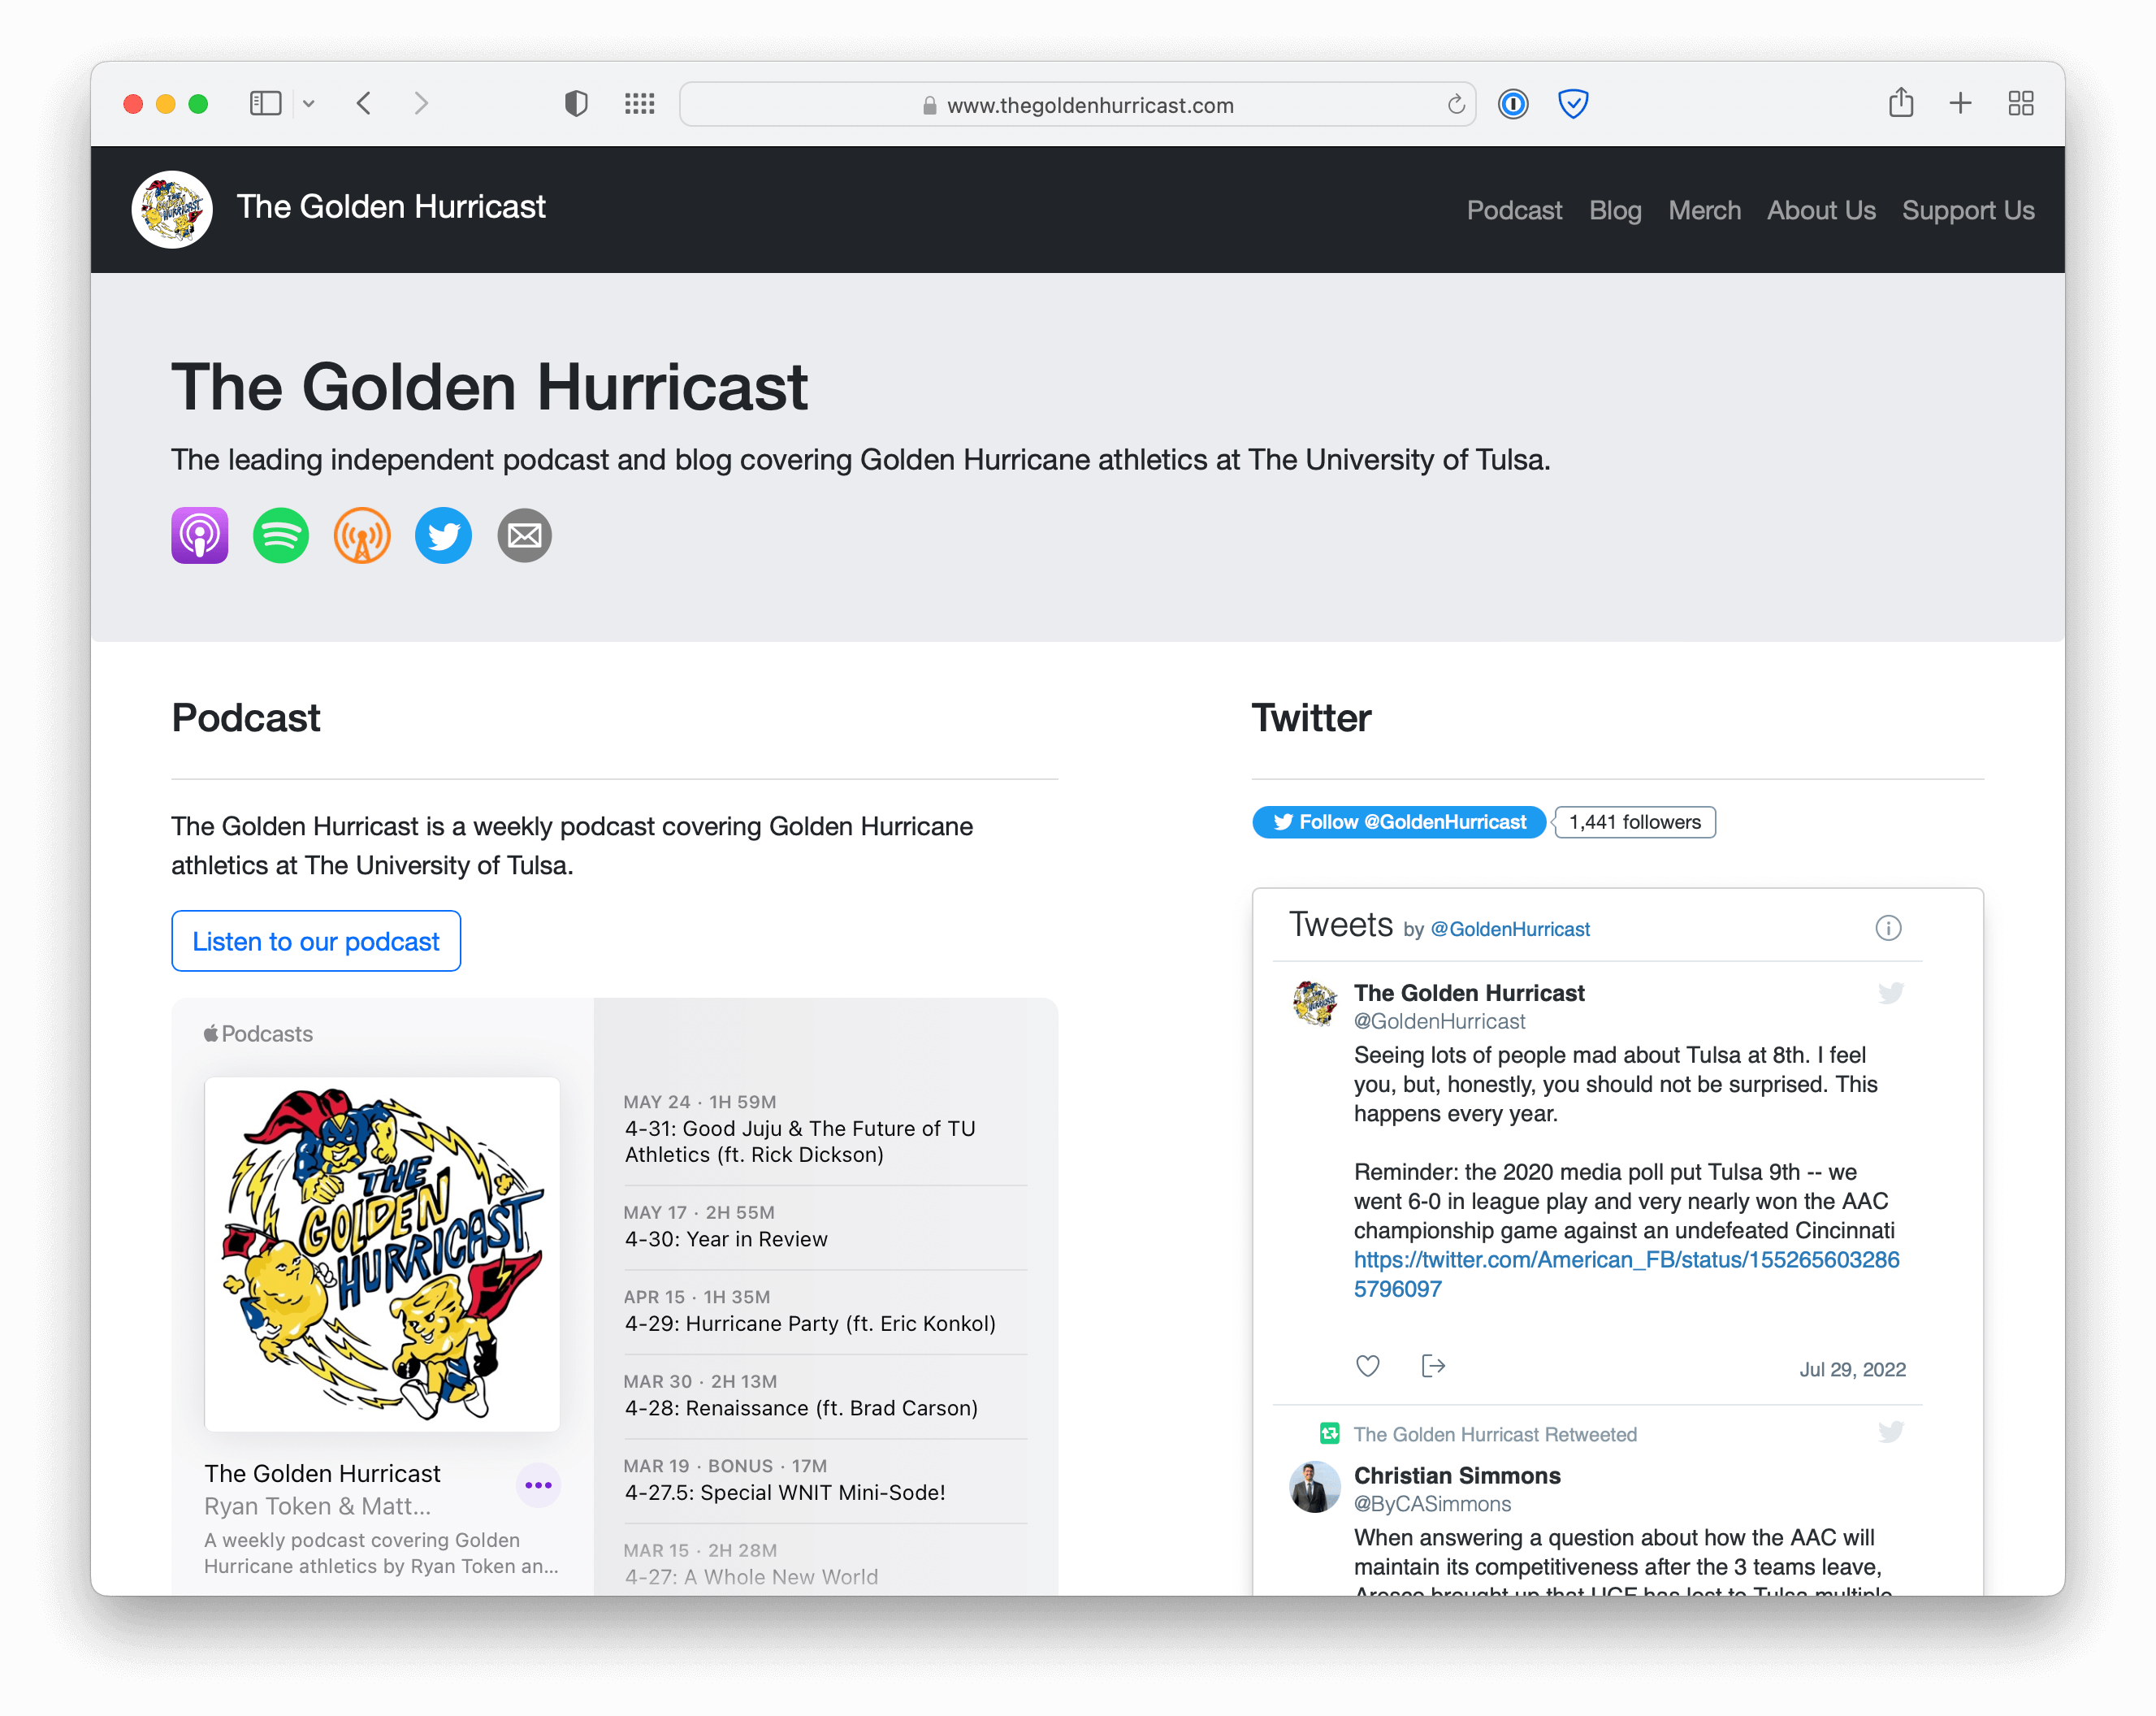 www.thegoldenhurricast.com
The Golden Hurricast
Podcast Blog Merch About Us Support Us
The Golden Hurricast
The leading independent podcast and blog covering Golden Hurricane athletics at The University of Tulsa.
Podcast
The Golden Hurricast is a weekly podcast covering Golden Hurricane
athletics at The University of Tulsa.
Listen to our podcast
Podcasts
THE
GOLDEN
HURRICAST
The Golden Hurricast
Ryan Token & Matt...
A weekly podcast covering Golden
Hurricane athletics by Ryan Token an...
MAY 24 · 1H 59M
4-31: Good Juju & The Future of TU
Athletics (ft. Rick Dickson)
MAY 17 · 2H 55M
4-30: Year in Review
APR 15 · 1H 35M
4-29: Hurricane Party (ft. Eric Konkol)
MAR 30 · 2H 13M
4-28: Renaissance (ft. Brad Carson)
MAR 19 · BONUS · 17M
4-27.5: Special WNIT Mini-Sode!
MAR 15 · 2H 28M
4-27: A Whole New World
Twitter
Follow @GoldenHurricast 1,441 followers
Tweets by @GoldenHurricast
The Golden Hurricast
@GoldenHurricast
Seeing lots of people mad about Tulsa at 8th. I feel
you, but, honestly, you should not be surprised. This
happens every year.
Reminder: the 2020 media poll put Tulsa 9th -- we
went 6-0 in league play and very nearly won the AAC
championship game against an undefeated Cincinnati
https://twitter.com/American_FB/status/155265603286
5796097
Jul 29, 2022
The Golden Hurricast Retweeted
Christian Simmons
@ByCASimmons
When answering a question about how the AAC will
maintain its competitiveness after the 3 teams leave,
Aresco brought up that UCF has lost to Tulsa multiple